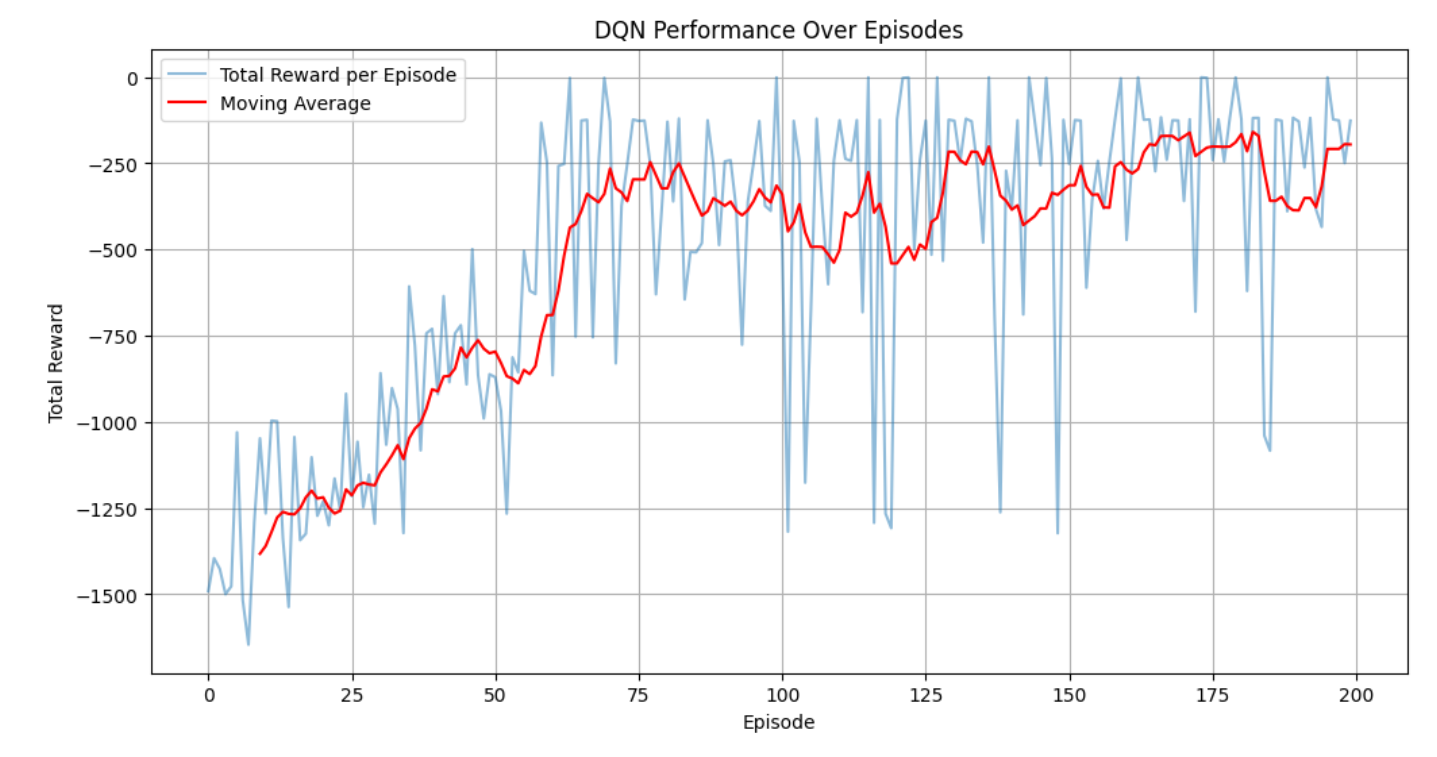 DQN Performance Over Episodes
Total Reward per Episode
Moving Average
0
−250
−500
−750
−1000
−1250
−1500
Total Reward
0 25 50 75 100 125 150 175 200
Episode